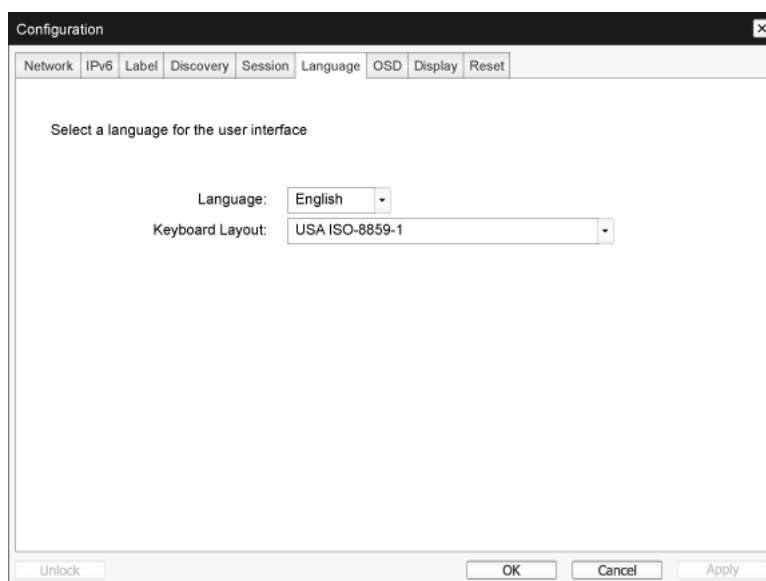 Configuration
Network IPv6 Label Discovery Session Language OSD Display Reset
Select a language for the user interface
Language: English
Keyboard Layout: USA ISO-8859-1
Unlock OK Cancel Apply